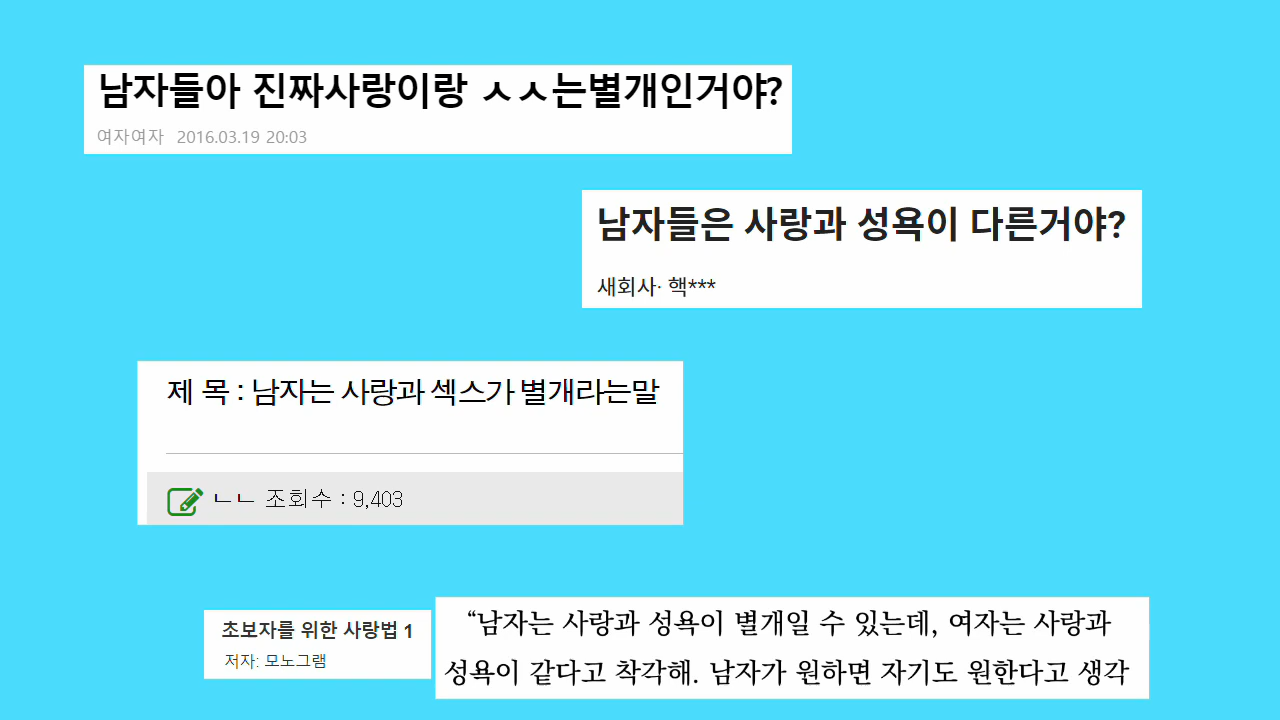 남자들아 진짜사랑이랑 ㅅㅅ는별개인거야?
여자여자 2016.03.19 20:03
남자들은 사랑과 성욕이 다른거야?
새회사· 핵***
제 목 : 남자는 사랑과 섹스가 별개라는말
ㄴㄴ 조회수 : 9,403
초보자를 위한 사랑법 1
저자: 모노그램
“남자는 사랑과 성욕이 별개일 수 있는데, 여자는 사랑과
성욕이 같다고 착각해. 남자가 원하면 자기도 원한다고 생각